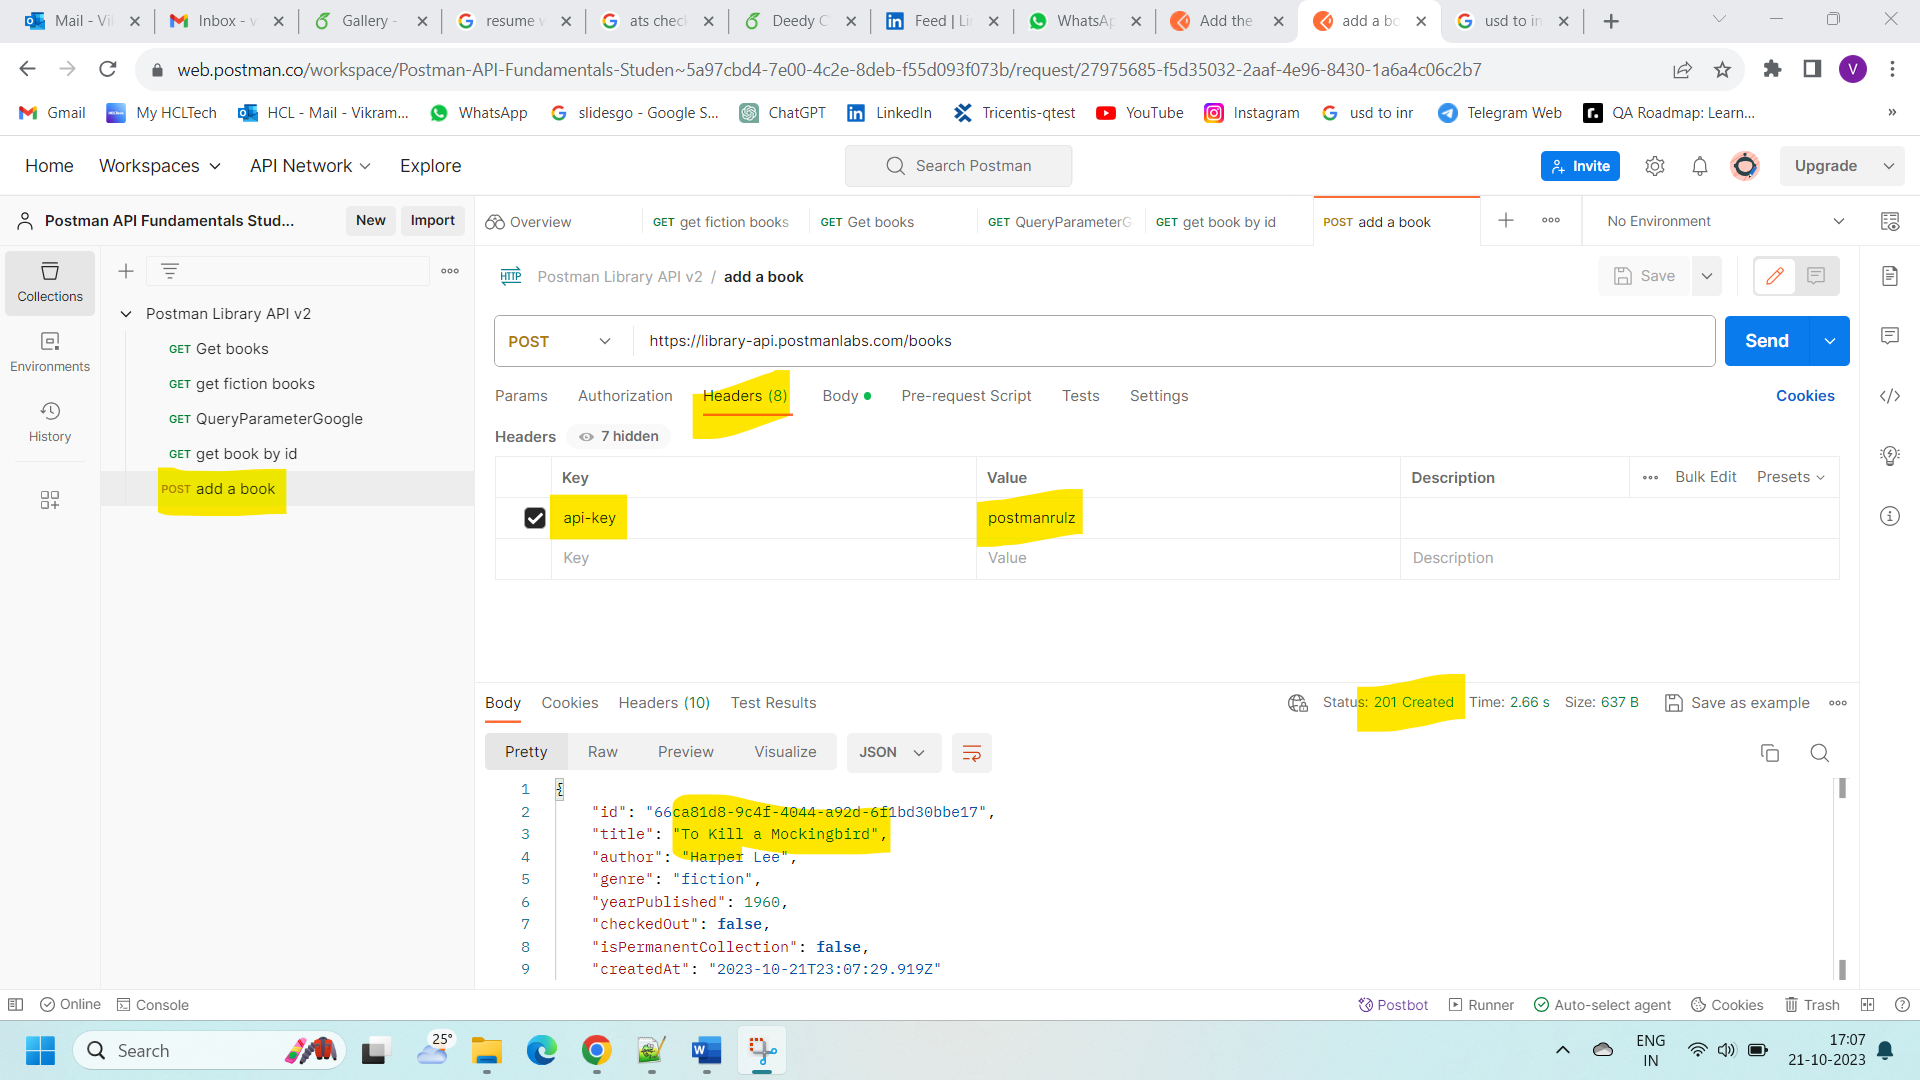 Mail - Vi
Inbox - v
Gallery -
resume w
ats chec
Deedy C
Feed | Li
WhatsAp
Add the
add a bo
usd to in
web.postman.co/workspace/Postman-API-Fundamentals-Studen~5a97cbd4-7e00-4c2e-8deb-f55d093f073b/request/27975685-f5d35032-2aaf-4e96-8430-1a6a4c06c2b7
V
Gmail
My HCLTech
HCL - Mail - Vikram...
WhatsApp
slidesgo - Google S...
ChatGPT
LinkedIn
Tricentis-qtest
YouTube
Instagram
usd to inr
Telegram Web
QA Roadmap: Learn...
»
Home
Workspaces
API Network
Explore
Search Postman
Invite
Upgrade
Postman API Fundamentals Stud...
New
Import
Overview
GET get fiction books
GET Get books
GET QueryParameterG
GET get book by id
POST add a book
No Environment
Collections
Environments
History
Postman Library API v2
GET Get books
GET get fiction books
GET QueryParameterGoogle
GET get book by id
POST add a book
HTTP
Postman Library API v2 / add a book
Save
POST
https://library-api.postmanlabs.com/books
Send
Params
Authorization
Headers (8)
Body
Pre-request Script
Tests
Settings
Cookies
Headers
7 hidden
Key
Value
Description
Bulk Edit
Presets
api-key
postmanrulz
Key
Value
Description
Body
Cookies
Headers (10)
Test Results
Status: 201 Created
Time: 2.66 s
Size: 637 B
Save as example
Pretty
Raw
Preview
Visualize
JSON
1 {
2 "id": "66ca81d8-9c4f-4044-a92d-6f1bd30bbe17",
3 "title": "To Kill a Mockingbird",
4 "author": "Harper Lee",
5 "genre": "fiction",
6 "yearPublished": 1960,
7 "checkedOut": false,
8 "isPermanentCollection": false,
9 "createdAt": "2023-10-21T23:07:29.919Z"
Online
Console
Postbot
Runner
Auto-select agent
Cookies
Trash
Search
25°
ENG
IN
17:07
21-10-2023